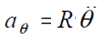 a_θ = R·θ̈